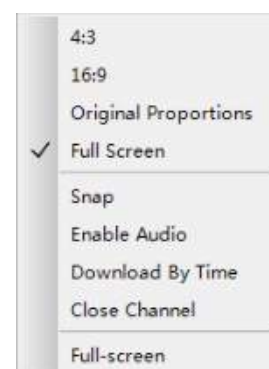 4:3
16:9
Original Proportions
Full Screen
Snap
Enable Audio
Download By Time
Close Channel
Full-screen